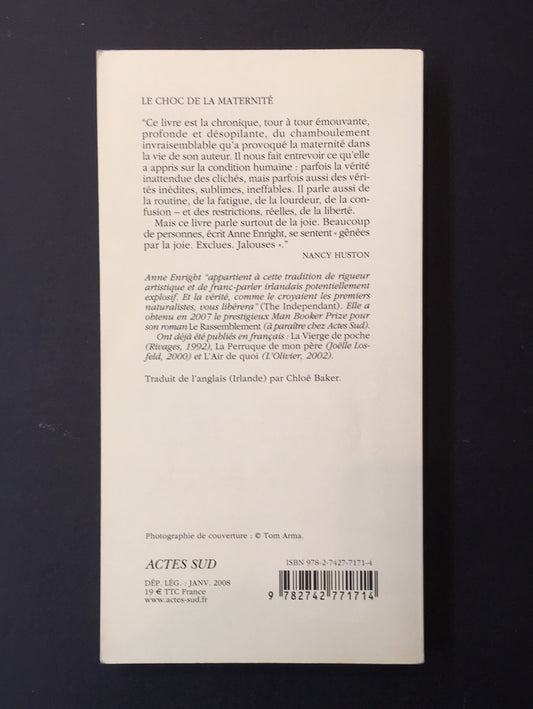 LE CHOC DE LA MATERNITÉ
“Ce livre est la chronique, tour à tour émouvante,
profonde et désopilante, du chamboulement
invraisemblable qu'a provoqué la maternité dans
la vie de son auteur. Il nous fait entrevoir ce qu'elle
a appris sur la condition humaine : parfois la vérité
inattendue des clichés, mais parfois aussi des véri-
tés inédites, sublimes, ineffables. Il parle aussi de
la routine, de la fatigue, de la lourdeur, de la con-
fusion – et des restrictions, réelles, de la liberté.
Mais ce livre parle surtout de la joie. Beaucoup
de personnes, écrit Anne Enright, se sentent « gênées
par la joie. Exclues. Jalouses ».”
NANCY HUSTON
Anne Enright “appartient à cette tradition de rigueur
artistique et de franc-parler irlandais potentiellement
explosif. Et la vérité, comme le croyaient les premiers
naturalistes, vous libérera” (The Independant). Elle a
obtenu en 2007 le prestigieux Man Booker Prize pour
son roman Le Rassemblement (à paraître chez Actes Sud).
Ont déjà été publiés en français : La Vierge de poche
(Rivages, 1992), La Perruque de mon père (Joëlle Los-
feld, 2000) et L'Air de quoi (L'Olivier, 2002).
Traduit de l'anglais (Irlande) par Chloé Baker.
Photographie de couverture : © Tom Arma.
ACTES SUD
DÉP. LÉG. : JANV. 2008
19 € TTC France
www.actes-sud.fr
ISBN 978-2-7427-7171-4
9 782742 771714